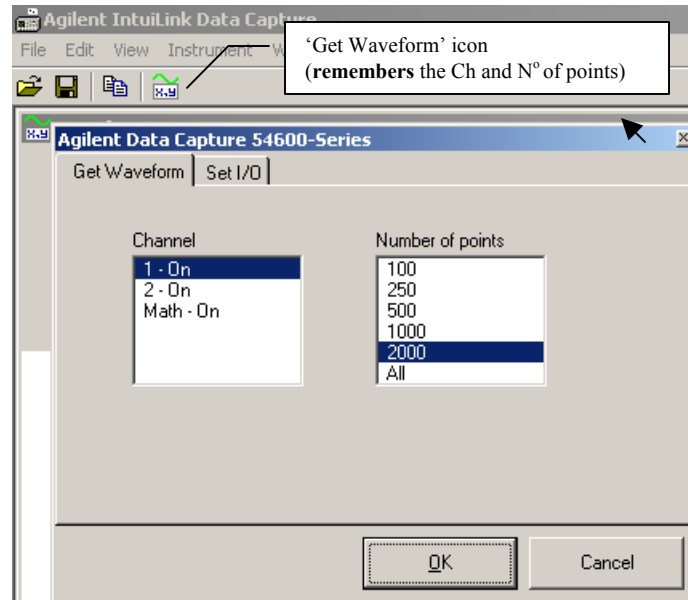 Agilent IntuiLink Data Capture
File Edit View Instrument W
'Get Waveform' icon
(remembers the Ch and Nº of points)
x,y
x,y
Agilent Data Capture 54600-Series
Get Waveform Set I/O
Channel Number of points
1 - On
2 - On
Math - On
100
250
500
1000
2000
All
OK Cancel